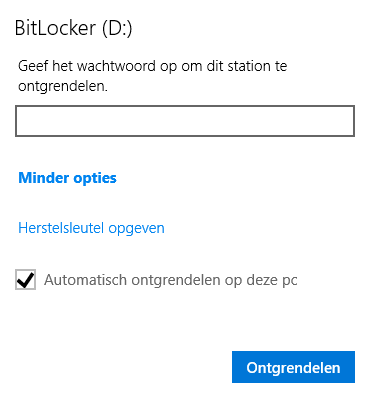 BitLocker (D:)
Geef het wachtwoord op om dit station te
ontgrendelen.
Minder opties
Herstelsleutel opgeven
Automatisch ontgrendelen op deze pc
Ontgrendelen